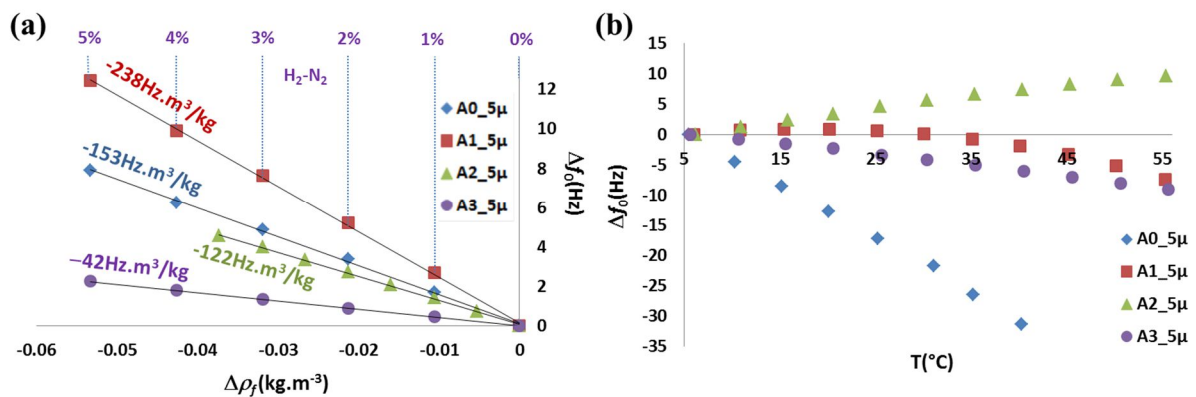 (a)
5% 4% 3% 2% 1% 0%
H₂-N₂
-238Hz.m³/kg
-153Hz.m³/kg
-122Hz.m³/kg
−42Hz.m³/kg
A0_5μ
A1_5μ
A2_5μ
A3_5μ
12
10
8
6
4
2
0
Δf₀(Hz)
-0.06 -0.05 -0.04 -0.03 -0.02 -0.01 0
Δρf(kg.m⁻³)
(b)
15
10
5
0
-5
-10
-15
-20
-25
-30
-35
Δf₀(Hz)
5 15 25 35 45 55
A0_5μ
A1_5μ
A2_5μ
A3_5μ
T(°C)